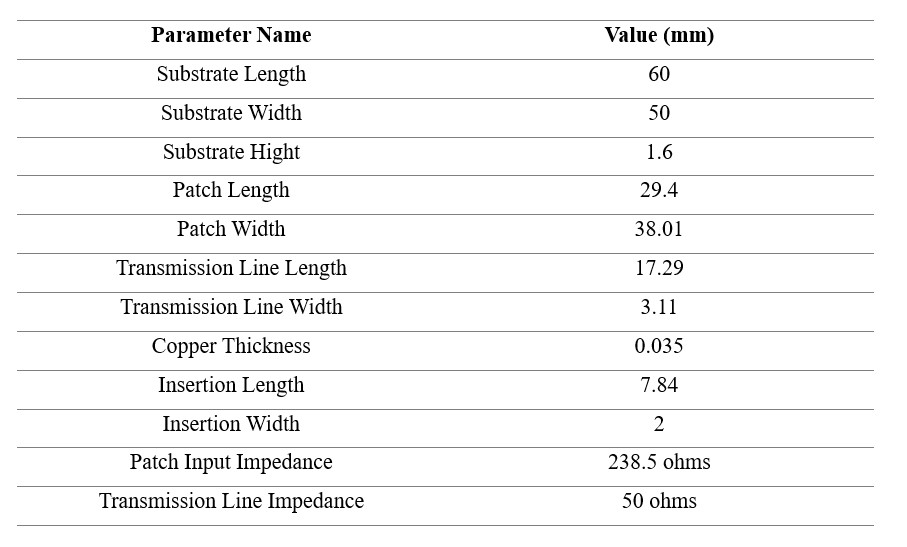 Parameter Name Value (mm)
Substrate Length 60
Substrate Width 50
Substrate Hight 1.6
Patch Length 29.4
Patch Width 38.01
Transmission Line Length 17.29
Transmission Line Width 3.11
Copper Thickness 0.035
Insertion Length 7.84
Insertion Width 2
Patch Input Impedance 238.5 ohms
Transmission Line Impedance 50 ohms